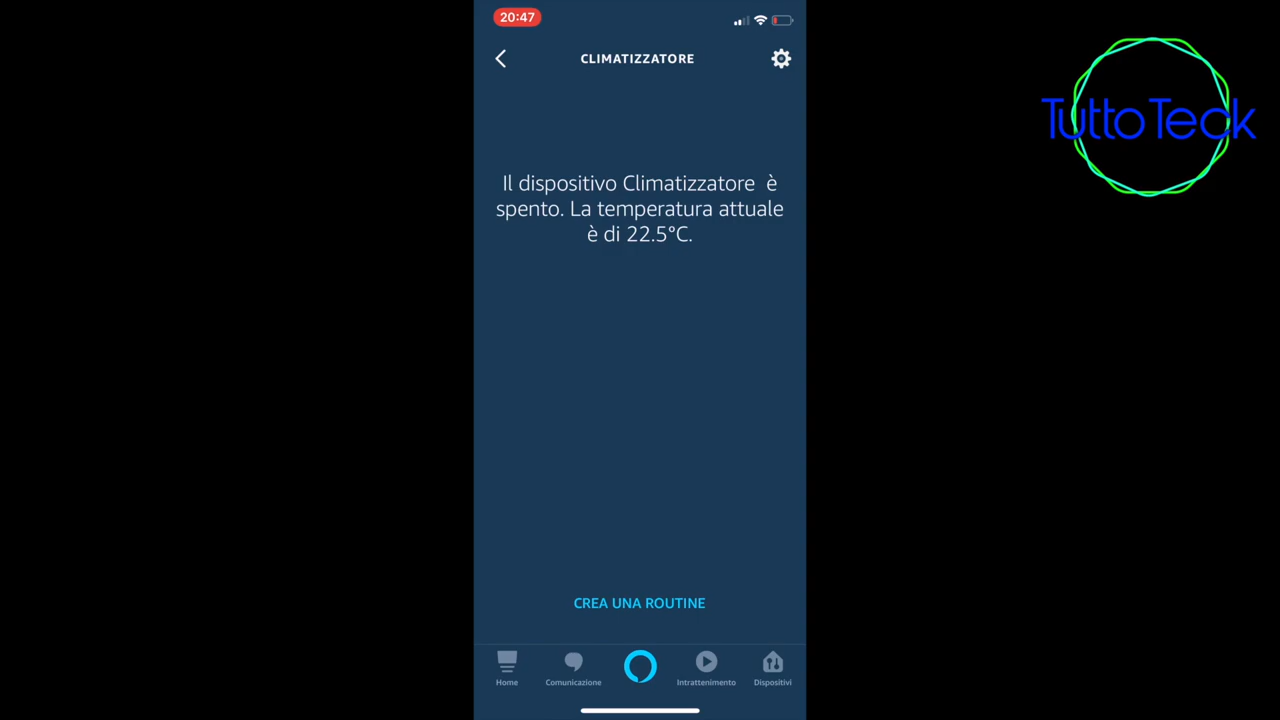 20:47
CLIMATIZZATORE
TuttoTeck
Il dispositivo Climatizzatore è
spento. La temperatura attuale
è di 22.5°C.
CREA UNA ROUTINE
Home
Comunicazione
Intrattenimento
Dispositivi